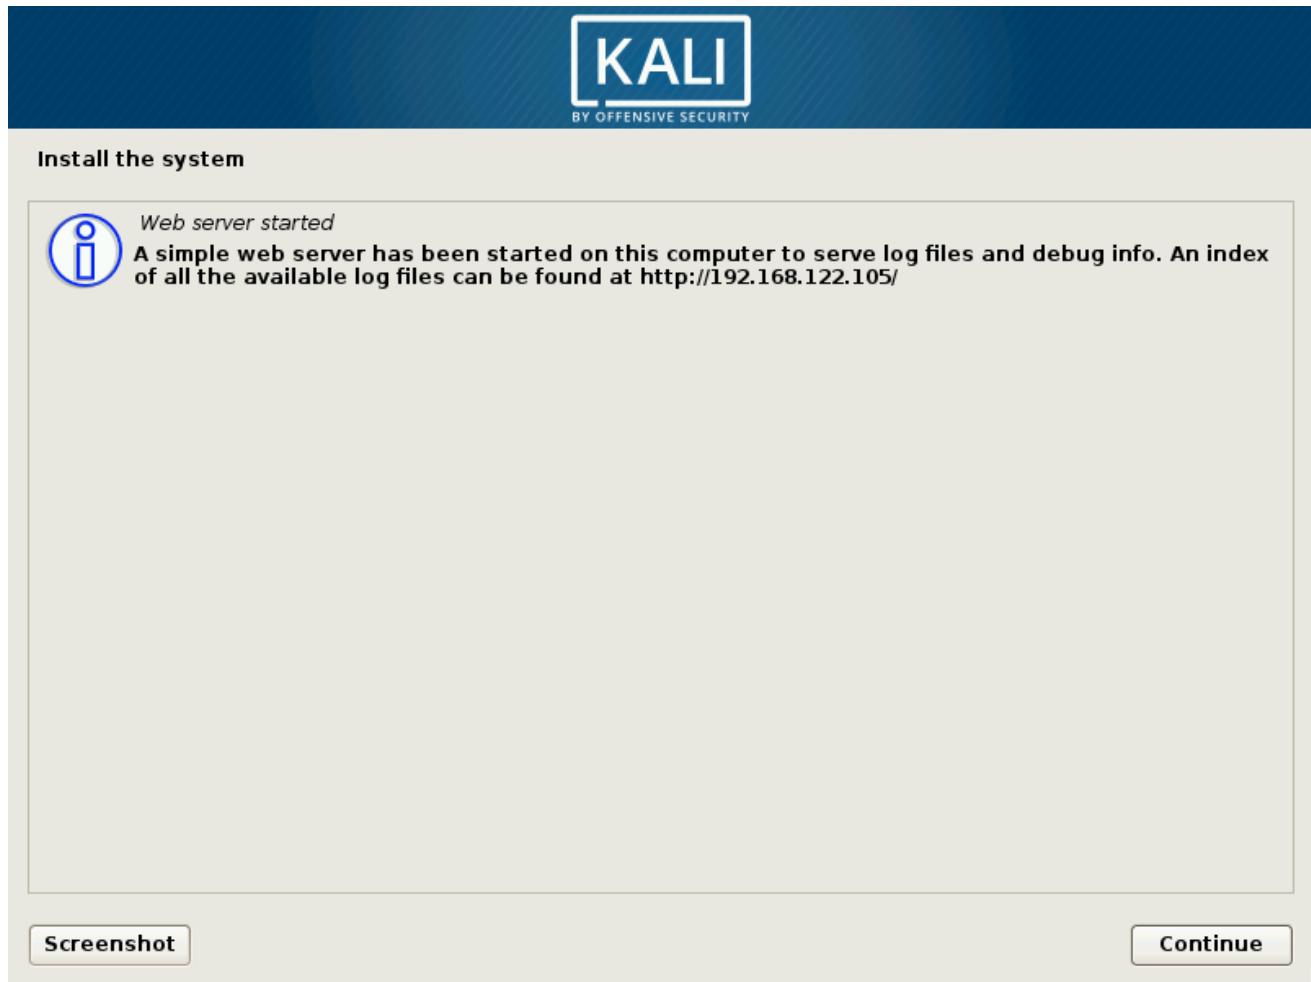 KALI
BY OFFENSIVE SECURITY
Install the system
Web server started
A simple web server has been started on this computer to serve log files and debug info. An index
of all the available log files can be found at http://192.168.122.105/
Screenshot
Continue